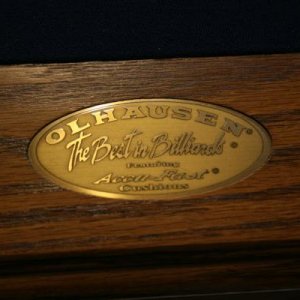 OLHAUSEN®
The Best in Billiards®
Featuring
Accu-Fast®
Cushions